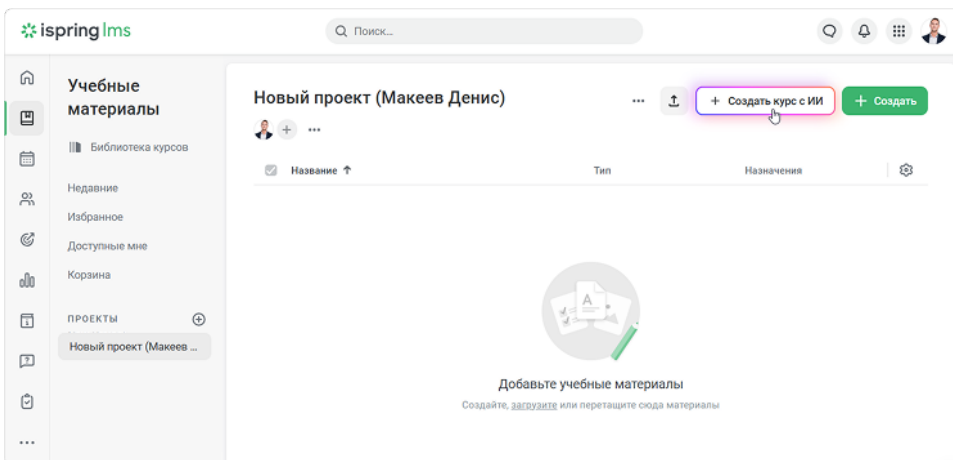 ispring lms
Поиск...
Учебные
материалы
Библиотека курсов
Недавние
Избранное
Доступные мне
Корзина
ПРОЕКТЫ
Новый проект (Макеев ...
Новый проект (Макеев Денис)
+ Создать курс с ИИ
+ Создать
Название ↑
Тип
Назначения
A
Добавьте учебные материалы
Создайте, загрузите или перетащите сюда материалы